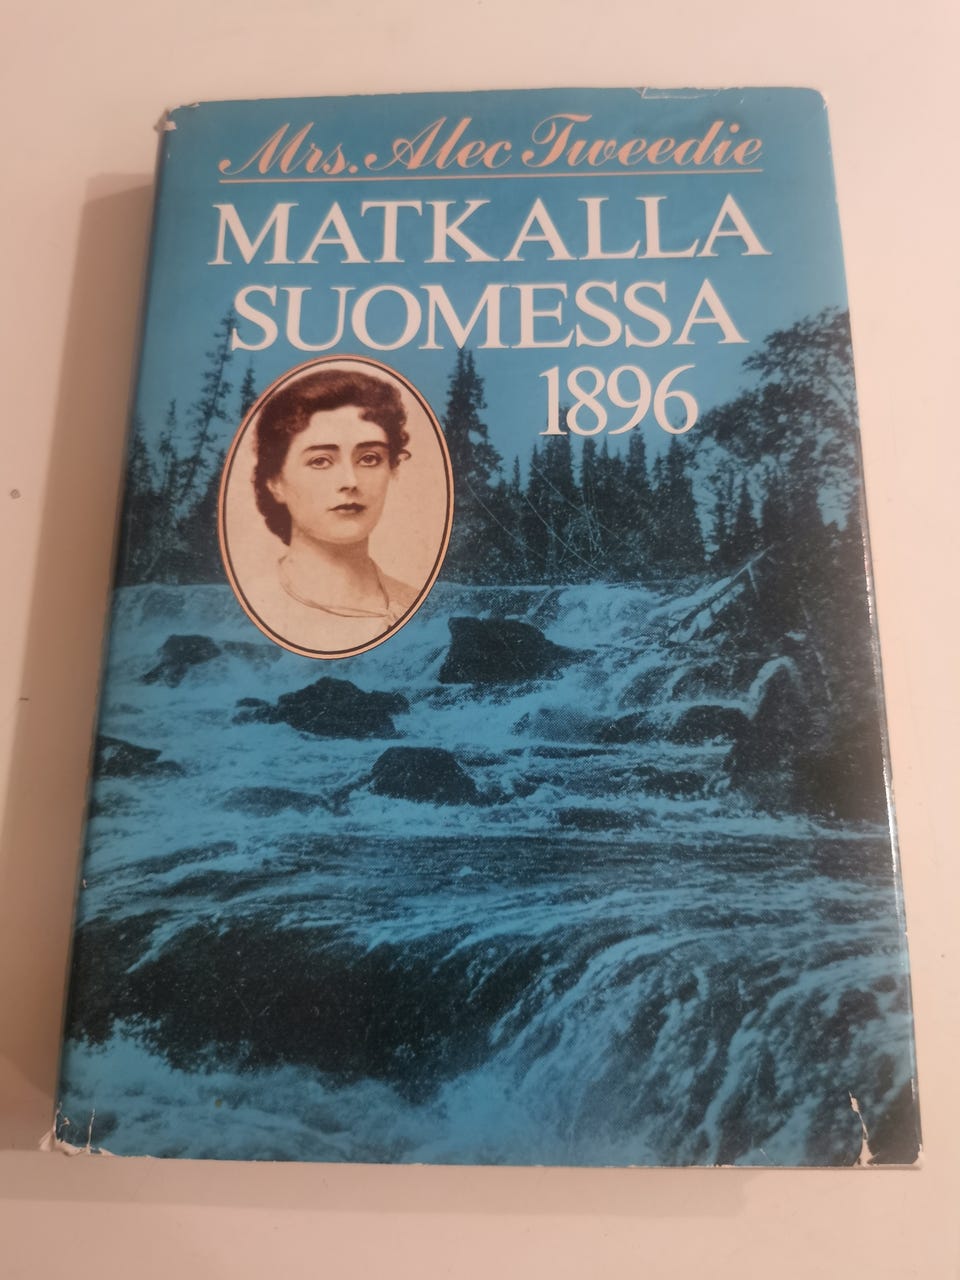 Mrs. Alec Tweedie
MATKALLA
SUOMESSA
1896